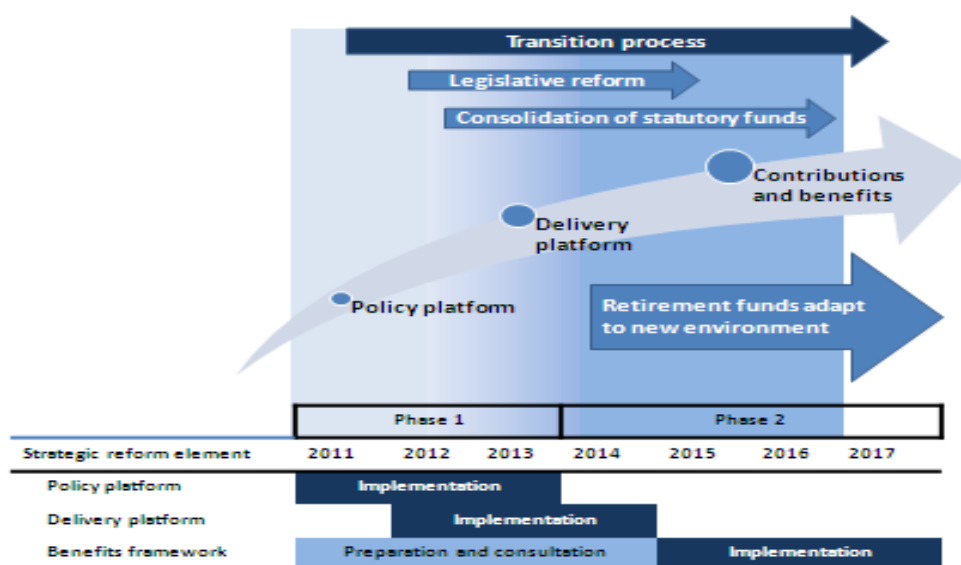 Transition process
Legislative reform
Consolidation of statutory funds
Contributions
and benefits
Delivery
platform
Policy platform
Retirement funds adapt
to new environment
Phase 1 Phase 2
Strategic reform element 2011 2012 2013 2014 2015 2016 2017
Policy platform Implementation
Delivery platform Implementation
Benefits framework Preparation and consultation Implementation